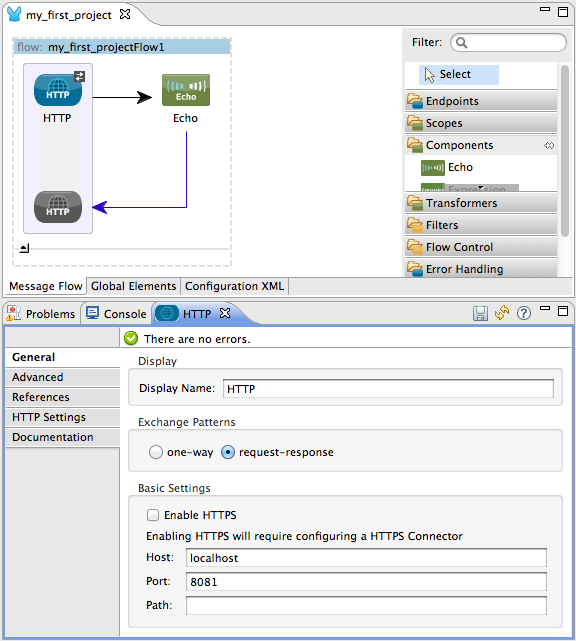 my_first_project
flow: my_first_projectFlow1
HTTP
HTTP
Echo
Echo
HTTP
Filter:
Select
Endpoints
Scopes
Components
Echo
Expression
Transformers
Filters
Flow Control
Error Handling
Message Flow Global Elements Configuration XML
Problems Console HTTP
There are no errors.
General
Advanced
References
HTTP Settings
Documentation
Display
Display Name: HTTP
Exchange Patterns
one-way request-response
Basic Settings
Enable HTTPS
Enabling HTTPS will require configuring a HTTPS Connector
Host: localhost
Port: 8081
Path: